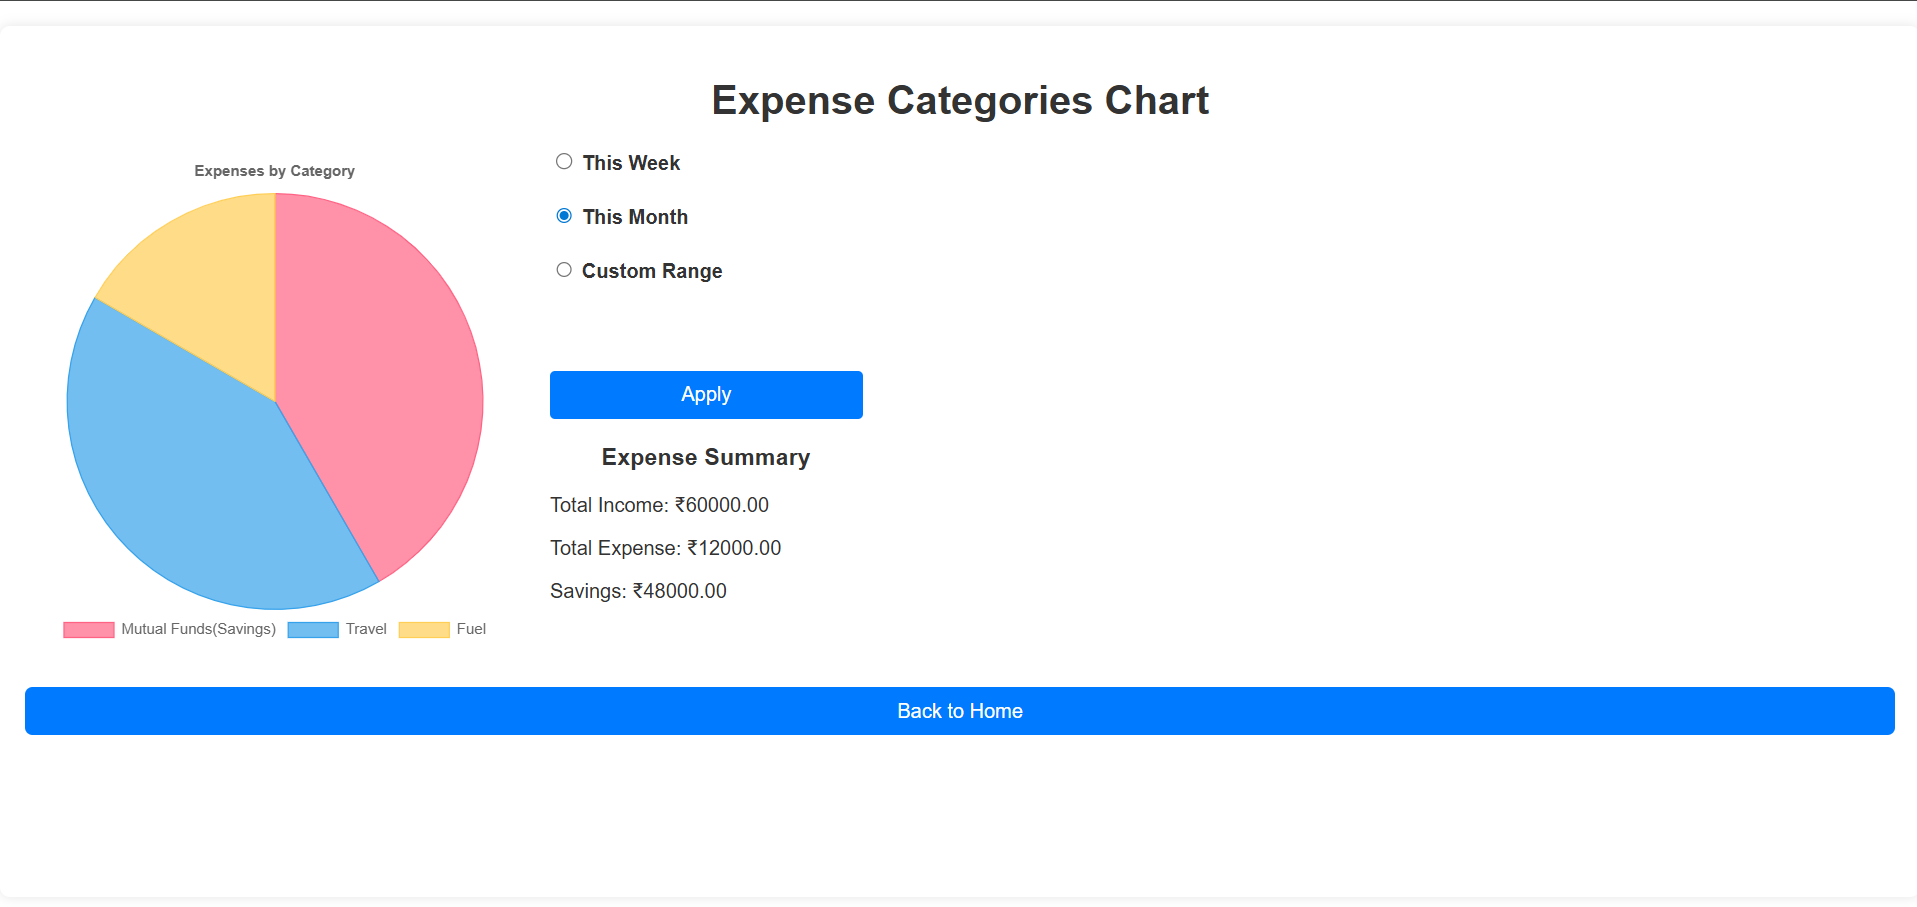 Expense Categories Chart
Expenses by Category
Mutual Funds(Savings) Travel Fuel
This Week
This Month
Custom Range
Apply
Expense Summary
Total Income: ₹60000.00
Total Expense: ₹12000.00
Savings: ₹48000.00
Back to Home